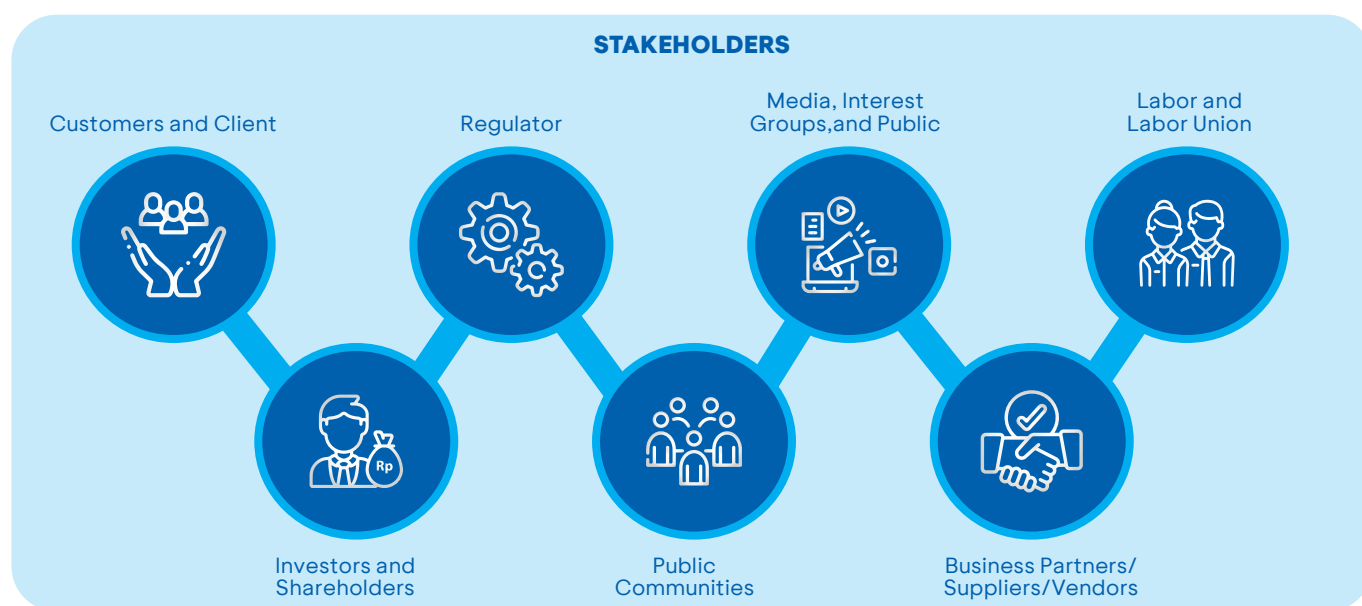 STAKEHOLDERS
Customers and Client
Regulator
Media, Interest
Groups,and Public
Labor and
Labor Union
Rp
Investors and
Shareholders
Public
Communities
Business Partners/
Suppliers/Vendors